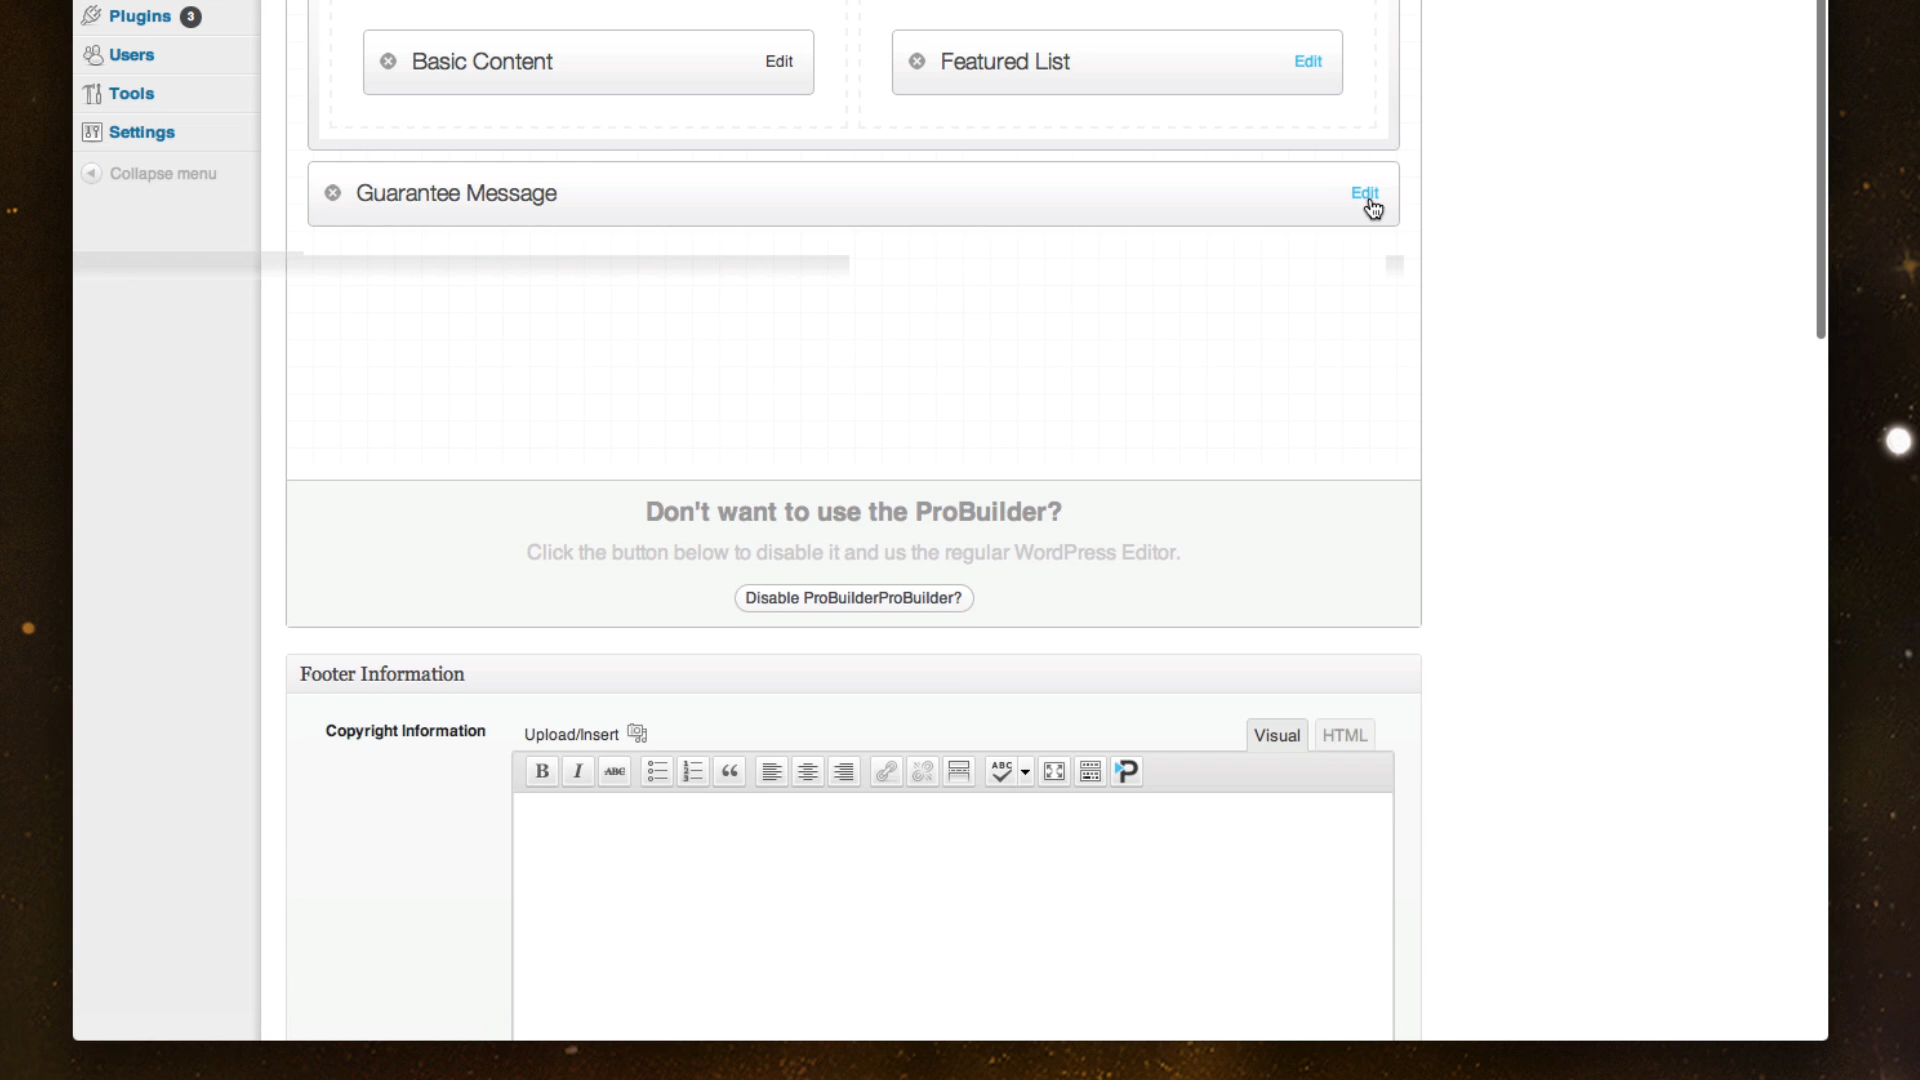 Plugins 3
Users
Tools
Settings
Collapse menu
Basic Content Edit
Featured List Edit
Guarantee Message Edit
Don't want to use the ProBuilder?
Click the button below to disable it and us the regular WordPress Editor.
Disable ProBuilderProBuilder?
Footer Information
Copyright Information
Upload/Insert
Visual HTML
B I ABC ABC